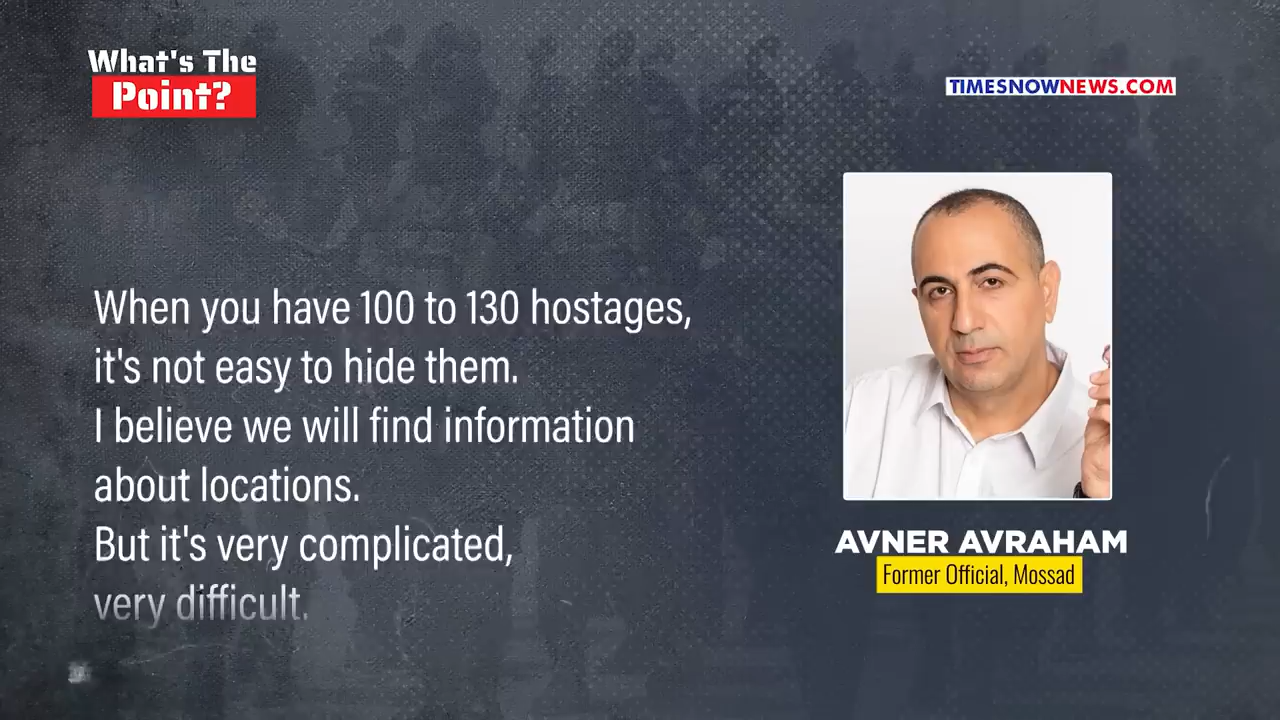 What's The
Point?
TIMESNOWNEWS.COM
When you have 100 to 130 hostages,
it's not easy to hide them.
I believe we will find information
about locations.
But it's very complicated,
very difficult.
AVNER AVRAHAM
Former Official, Mossad